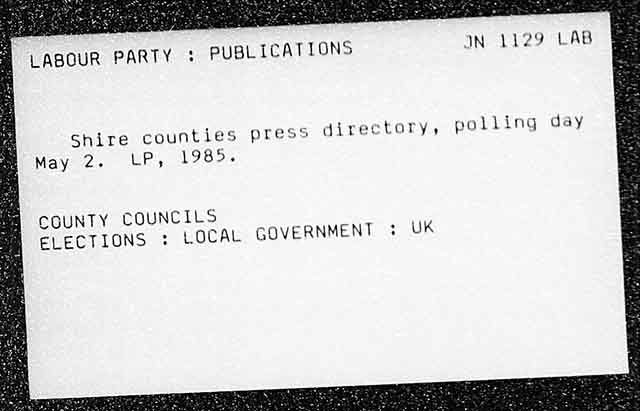 LABOUR PARTY : PUBLICATIONS JN 1129 LAB
Shire counties press directory, polling day
May 2. LP, 1985.
COUNTY COUNCILS
ELECTIONS : LOCAL GOVERNMENT : UK